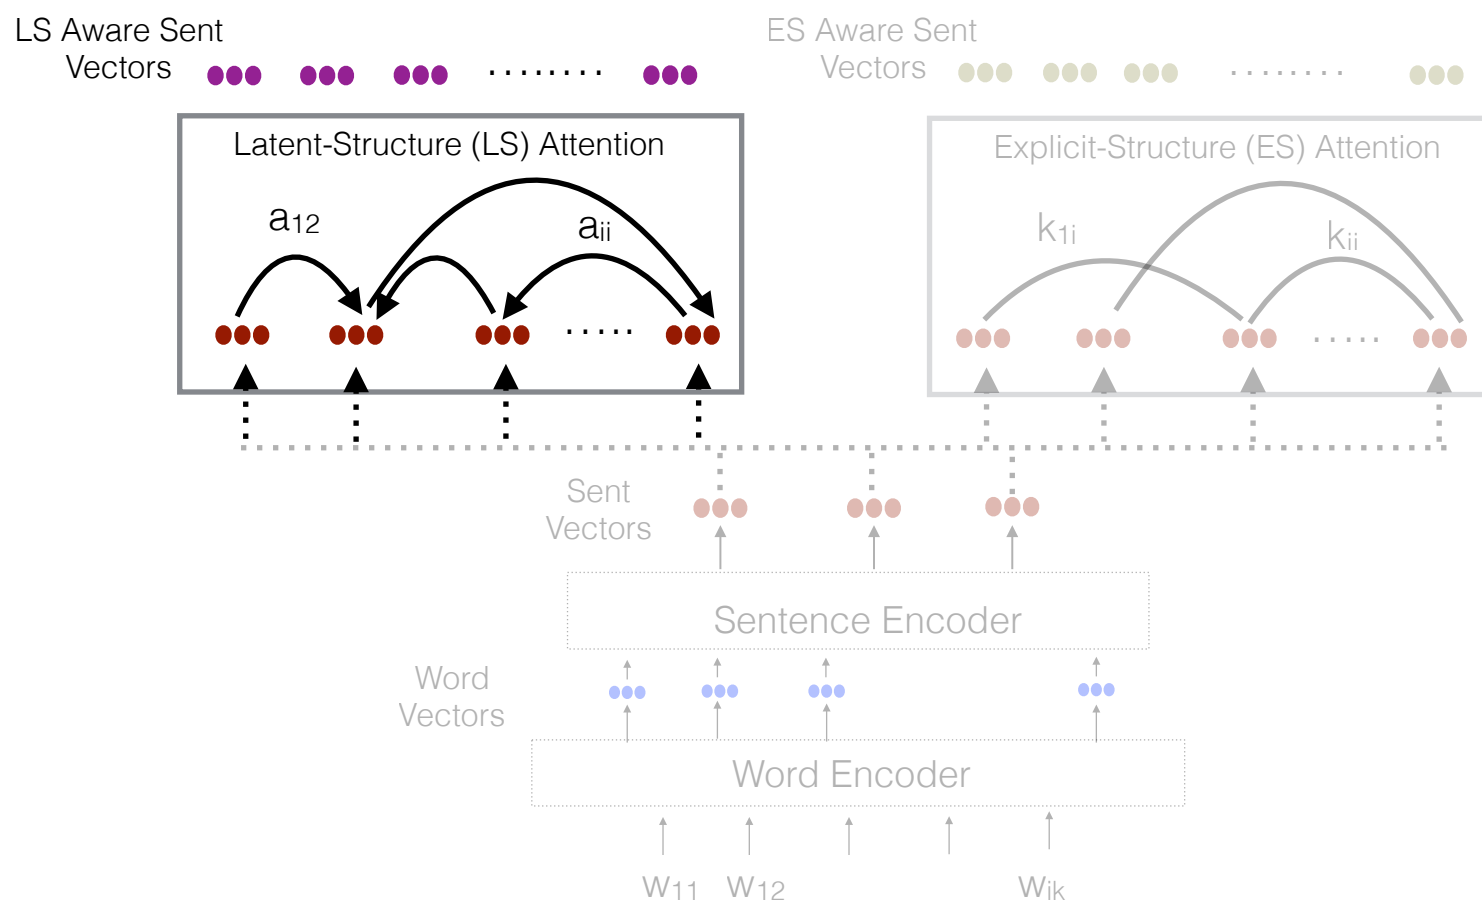 LS Aware Sent
Vectors
ES Aware Sent
Vectors
Latent-Structure (LS) Attention
Explicit-Structure (ES) Attention
a12
aii
k1i
kii
Sent
Vectors
Sentence Encoder
Word
Vectors
Word Encoder
w11
w12
wik